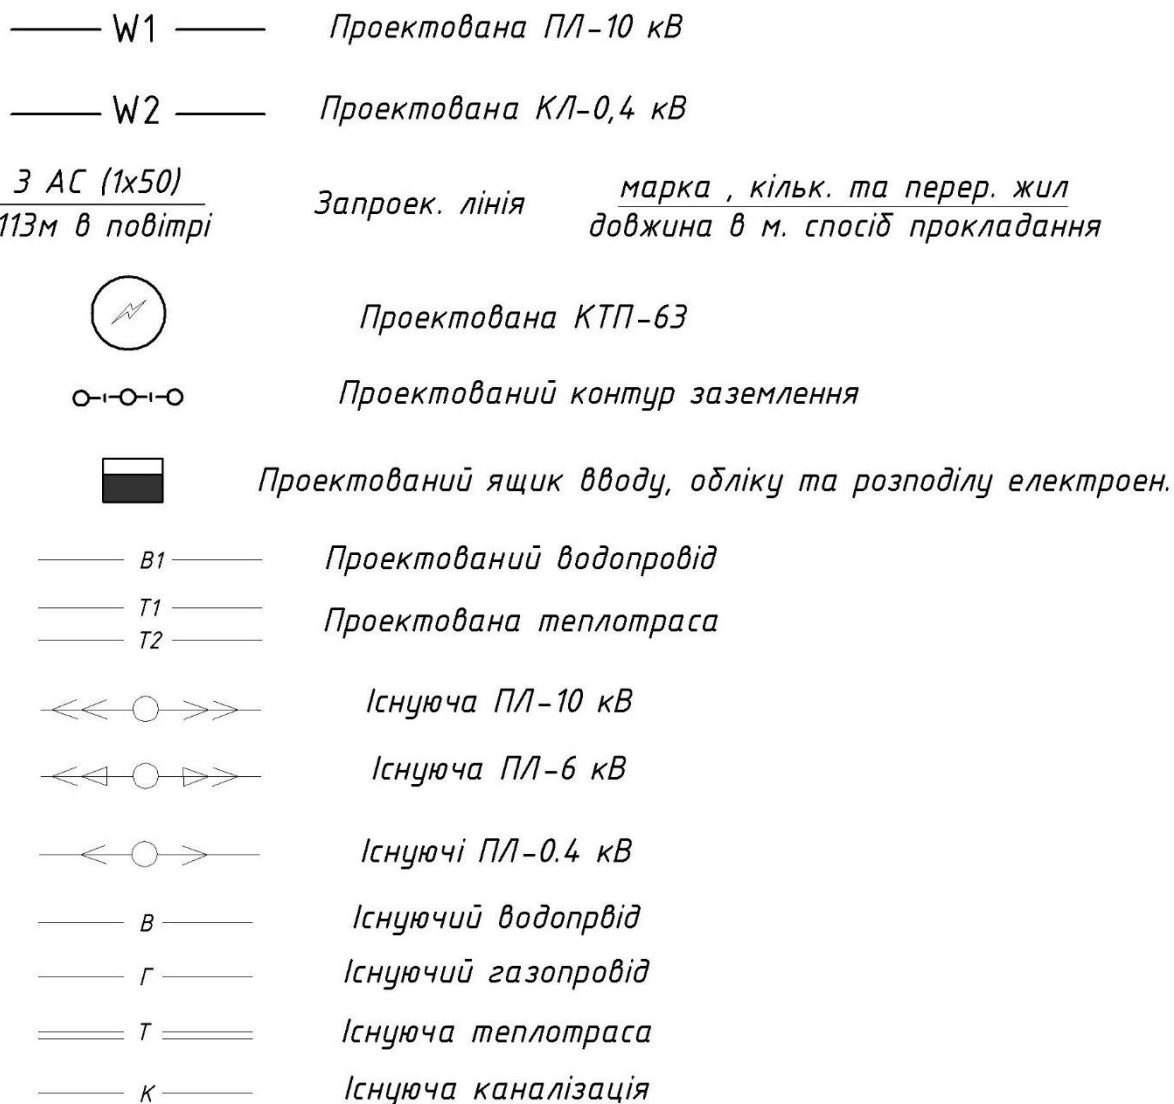 W1 Проектована ПЛ-10 кВ
W2 Проектована КЛ-0,4 кВ
3 АС (1х50)
113м в повітрі
Запроек. лінія
марка , кільк. та перер. жил
довжина в м. спосіб прокладання
Проектована КТП-63
Проектований контур заземлення
Проектований ящик вводу, обліку та розподілу електроен.
В1 Проектований водопровід
Т1
Т2
Проектована теплотраса
Існуюча ПЛ-10 кВ
Існуюча ПЛ-6 кВ
Існуючі ПЛ-0.4 кВ
В Існуючий водопрвід
Г Існуючий газопровід
Т Існуюча теплотраса
К Існуюча каналізація